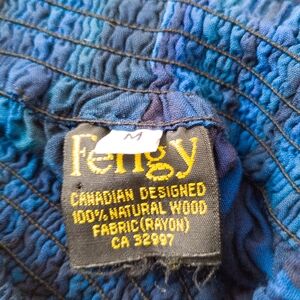 M
Fengy
CANADIAN DESIGNED
100% NATURAL WOOD
FABRIC(RAYON)
CA 32997